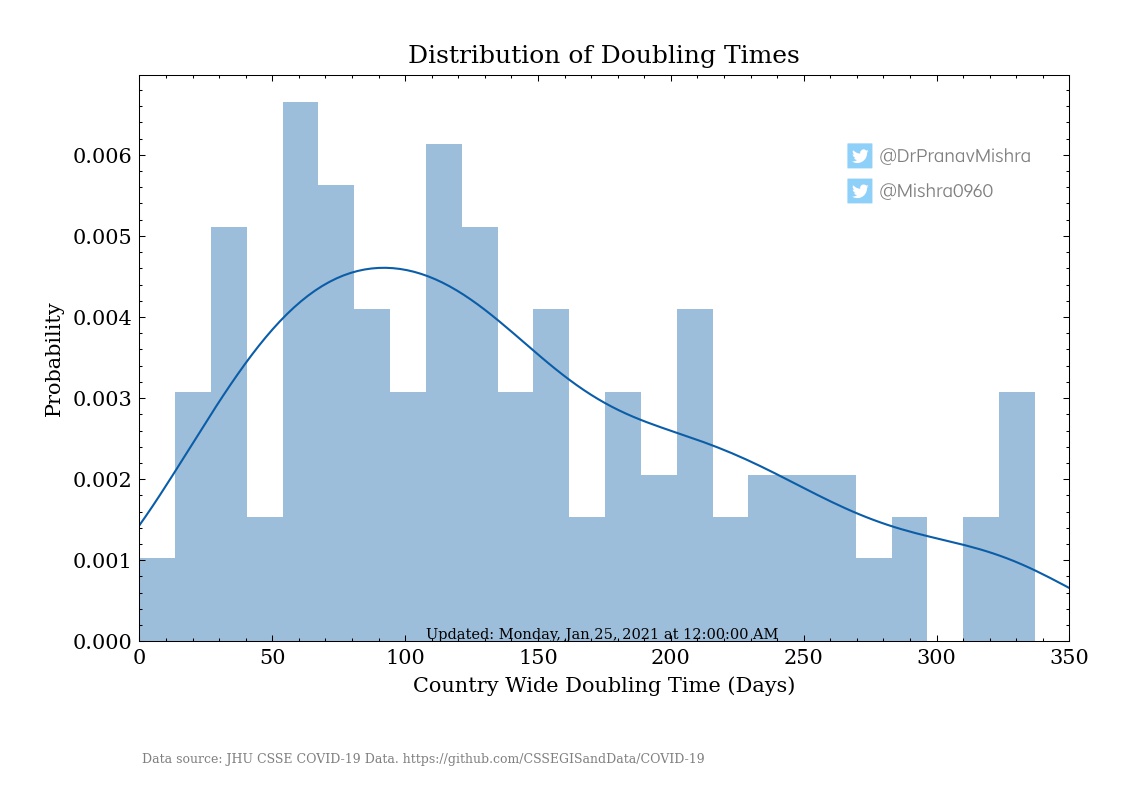 Distribution of Doubling Times
@DrPranavMishra
@Mishra0960
Probability
0.006
0.005
0.004
0.003
0.002
0.001
0.000
Updated: Monday, Jan 25, 2021 at 12:00:00 AM
0 50 100 150 200 250 300 350
Country Wide Doubling Time (Days)
Data source: JHU CSSE COVID-19 Data. https://github.com/CSSEGISandData/COVID-19